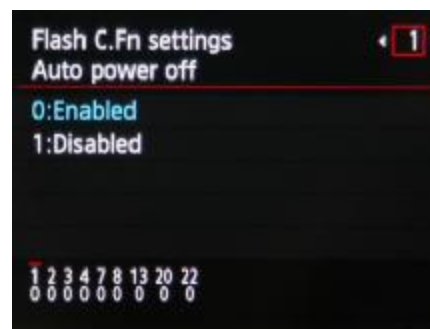 Flash C.Fn settings
1
Auto power off
0:Enabled
1:Disabled
1 2 3 4 7 8 13 20 22
0 0 0 0 0 0 0 0 0